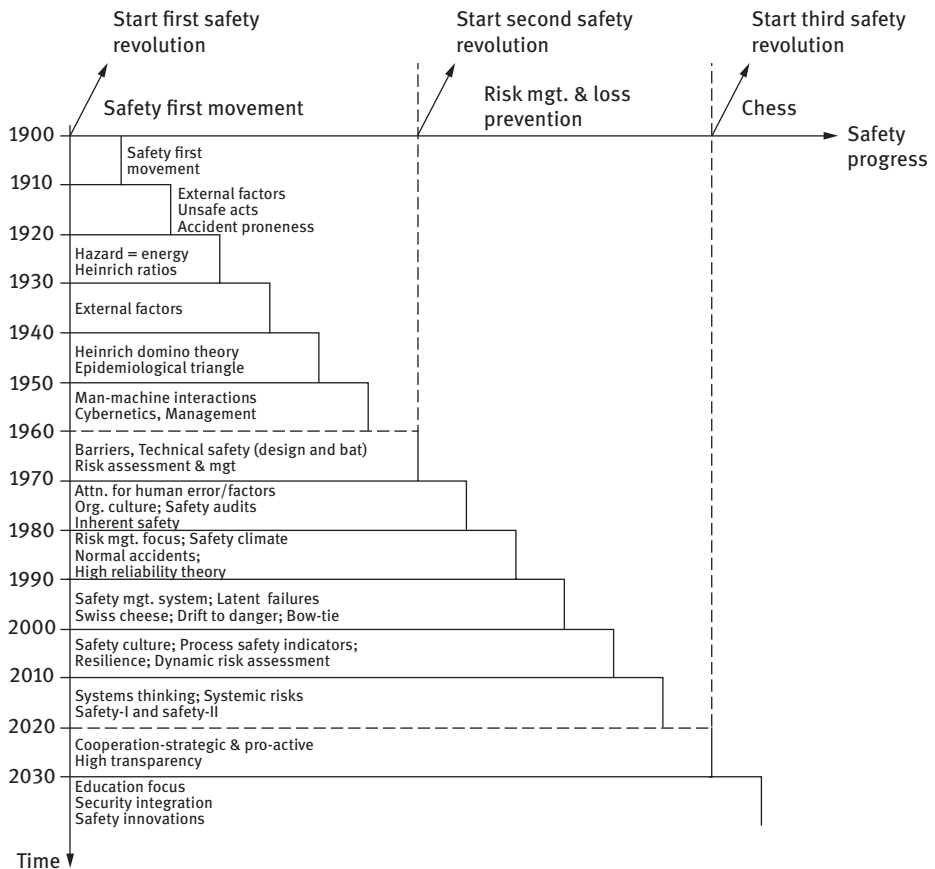 Start first safety
revolution
Start second safety
revolution
Start third safety
revolution
Safety first movement
Risk mgt. & loss
prevention
Chess
1900
Safety
progress
Safety first
movement
1910
External factors
Unsafe acts
Accident proneness
1920
Hazard = energy
Heinrich ratios
1930
External factors
1940
Heinrich domino theory
Epidemiological triangle
1950
Man-machine interactions
Cybernetics, Management
1960
Barriers, Technical safety (design and bat)
Risk assessment & mgt
1970
Attn. for human error/factors
Org. culture; Safety audits
Inherent safety
1980
Risk mgt. focus; Safety climate
Normal accidents;
High reliability theory
1990
Safety mgt. system; Latent failures
Swiss cheese; Drift to danger; Bow-tie
2000
Safety culture; Process safety indicators;
Resilience; Dynamic risk assessment
2010
Systems thinking; Systemic risks
Safety-I and safety-II
2020
Cooperation-strategic & pro-active
High transparency
2030
Education focus
Security integration
Safety innovations
Time